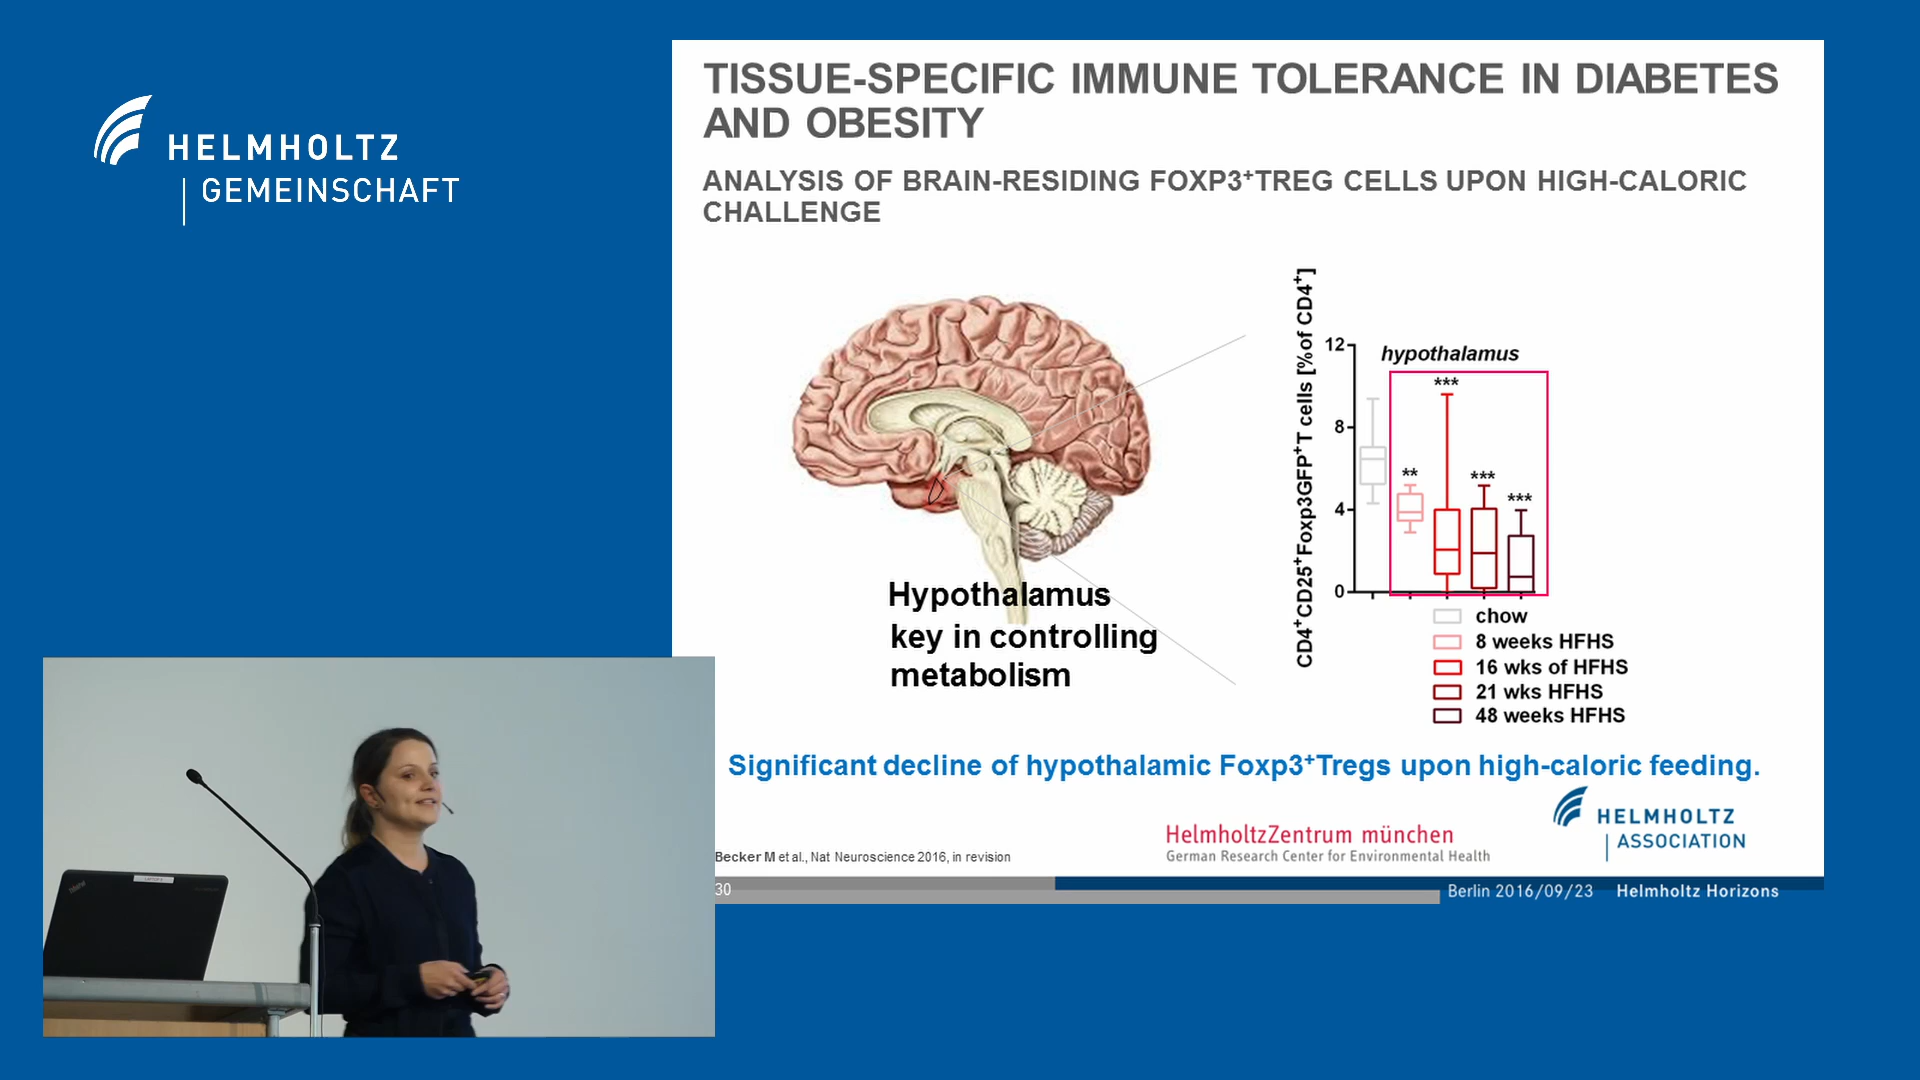 HELMHOLTZ
GEMEINSCHAFT
TISSUE-SPECIFIC IMMUNE TOLERANCE IN DIABETES
AND OBESITY
ANALYSIS OF BRAIN-RESIDING FOXP3⁺TREG CELLS UPON HIGH-CALORIC
CHALLENGE
Hypothalamus
key in controlling
metabolism
CD4⁺CD25⁺Foxp3GFP⁺T cells [%of CD4⁺]
12
8
4
0
hypothalamus
**
***
***
***
chow
8 weeks HFHS
16 wks of HFHS
21 wks HFHS
48 weeks HFHS
Significant decline of hypothalamic Foxp3⁺Tregs upon high-caloric feeding.
HELMHOLTZ
ASSOCIATION
HelmholtzZentrum münchen
German Research Center for Environmental Health
Becker M et al., Nat Neuroscience 2016, in revision
30
Berlin 2016/09/23 Helmholtz Horizons